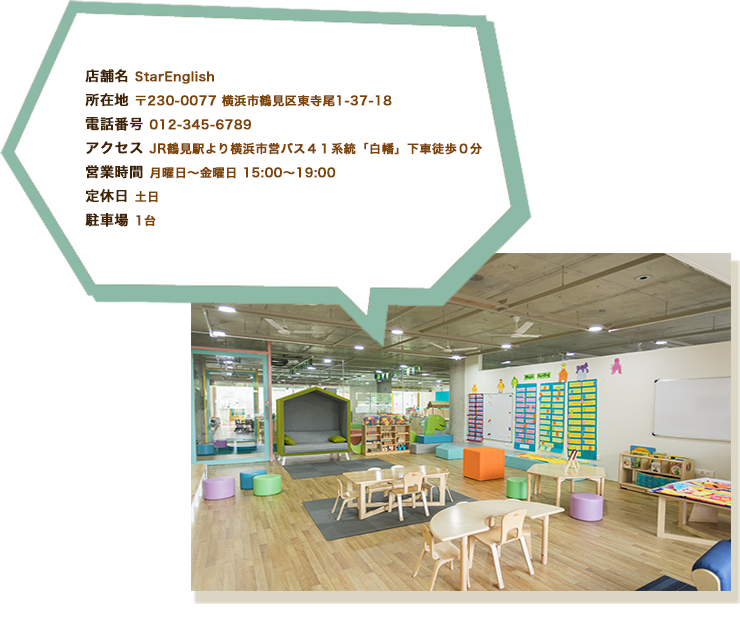 店舗名 StarEnglish
所在地 〒230-0077 横浜市鶴見区東寺尾1-37-18
電話番号 012-345-6789
アクセス JR鶴見駅より横浜市営バス４１系統「白幡」下車徒歩０分
営業時間 月曜日〜金曜日 15:00〜19:00
定休日 土日
駐車場 1台